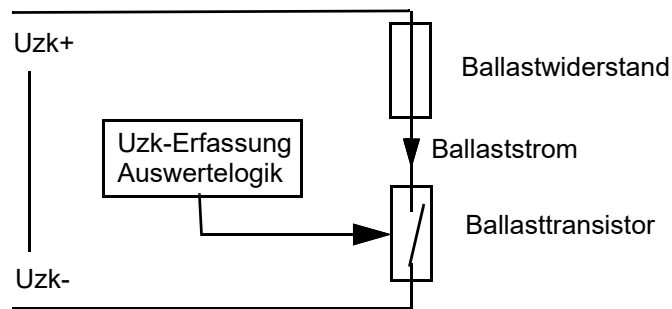 Uzk+
Ballastwiderstand
Uzk-Erfassung
Auswertelogik
Ballaststrom
Ballasttransistor
Uzk-